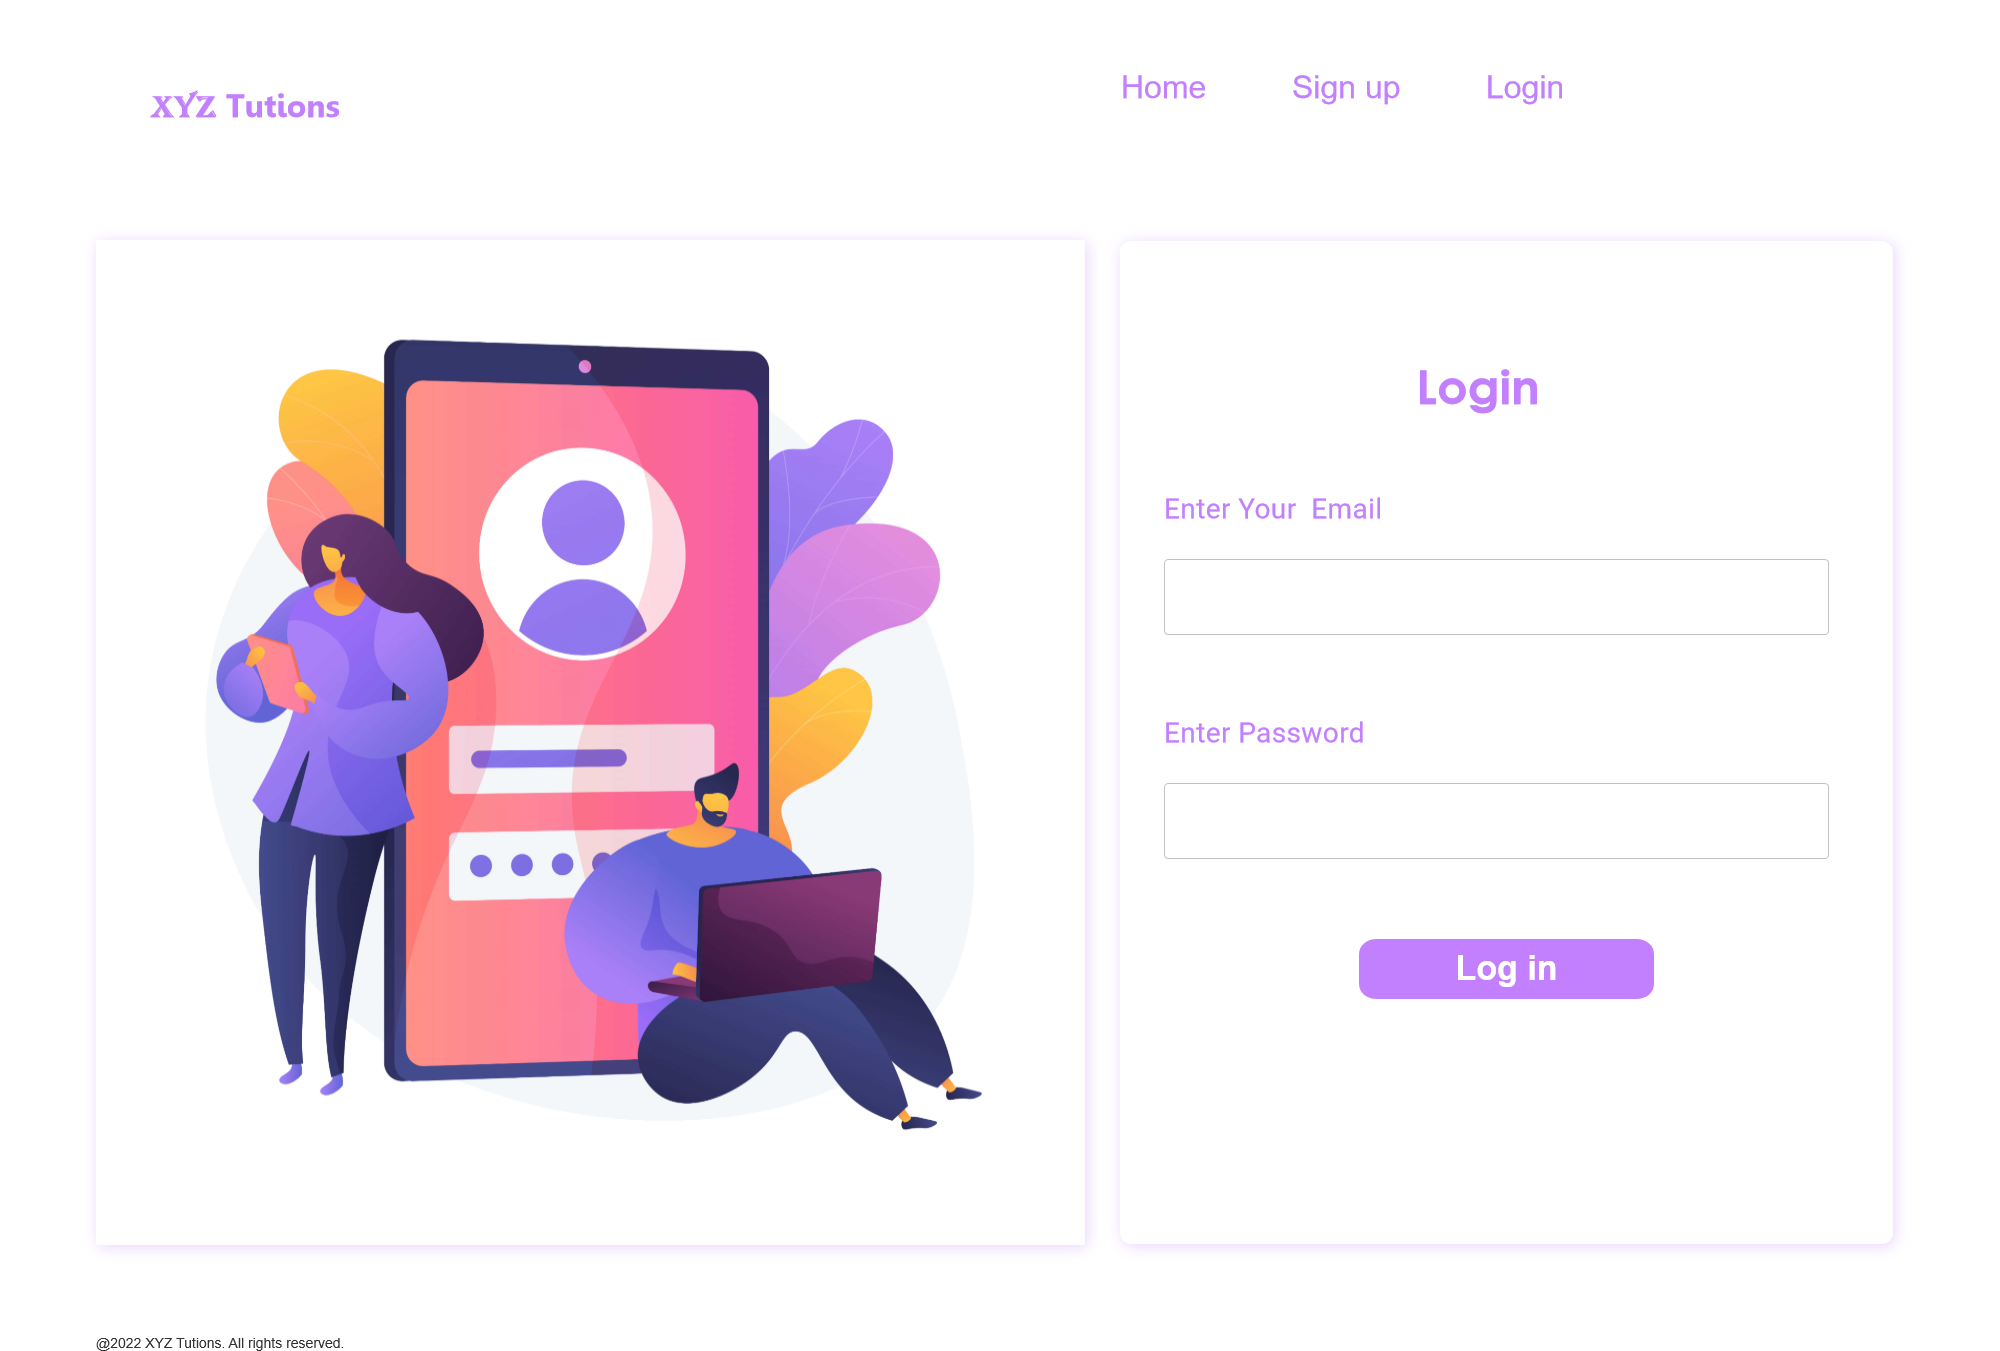 XYZ Tutions
Home
Sign up
Login
Login
Enter Your  Email
Enter Password
Log in
@2022 XYZ Tutions. All rights reserved.